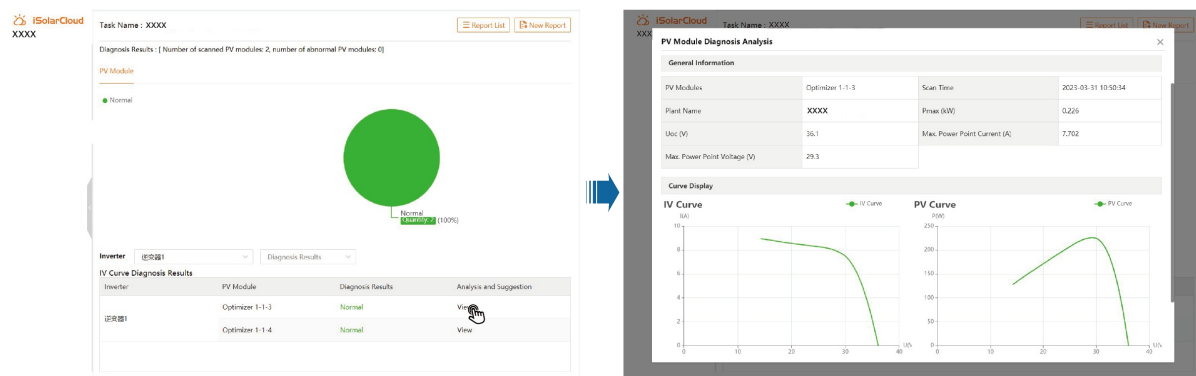 iSolarCloud
XXXX
Task Name : XXXX
Report List
New Report
Diagnosis Results : [ Number of scanned PV modules: 2, number of abnormal PV modules: 0]
PV Module
Normal
Normal
Quantity: 2 (100%)
Inverter 逆变器1 Diagnosis Results
IV Curve Diagnosis Results
Inverter PV Module Diagnosis Results Analysis and Suggestion
逆变器1
Optimizer 1-1-3 Normal View
Optimizer 1-1-4 Normal View
iSolarCloud
XXX
Task Name : XXXX
Report List
New Report
PV Module Diagnosis Analysis
General Information
PV Modules Optimizer 1-1-3 Scan Time 2023-03-31 10:50:34
Plant Name XXXX Pmax (kW) 0.226
Uoc (V) 36.1 Max. Power Point Current (A) 7.702
Max. Power Point Voltage (V) 29.3
Curve Display
IV Curve
IV Curve
I(A)
10
8
6
4
2
0
0 10 20 30 40
PV Curve
PV Curve
P(W)
250
200
150
100
50
0
0 10 20 30 40